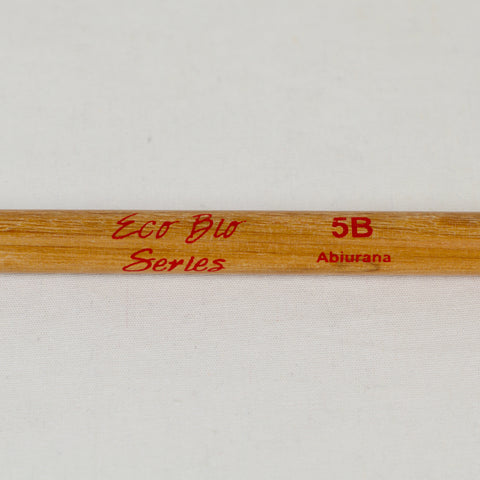 Eco Bio
Series
5B
Abiurana